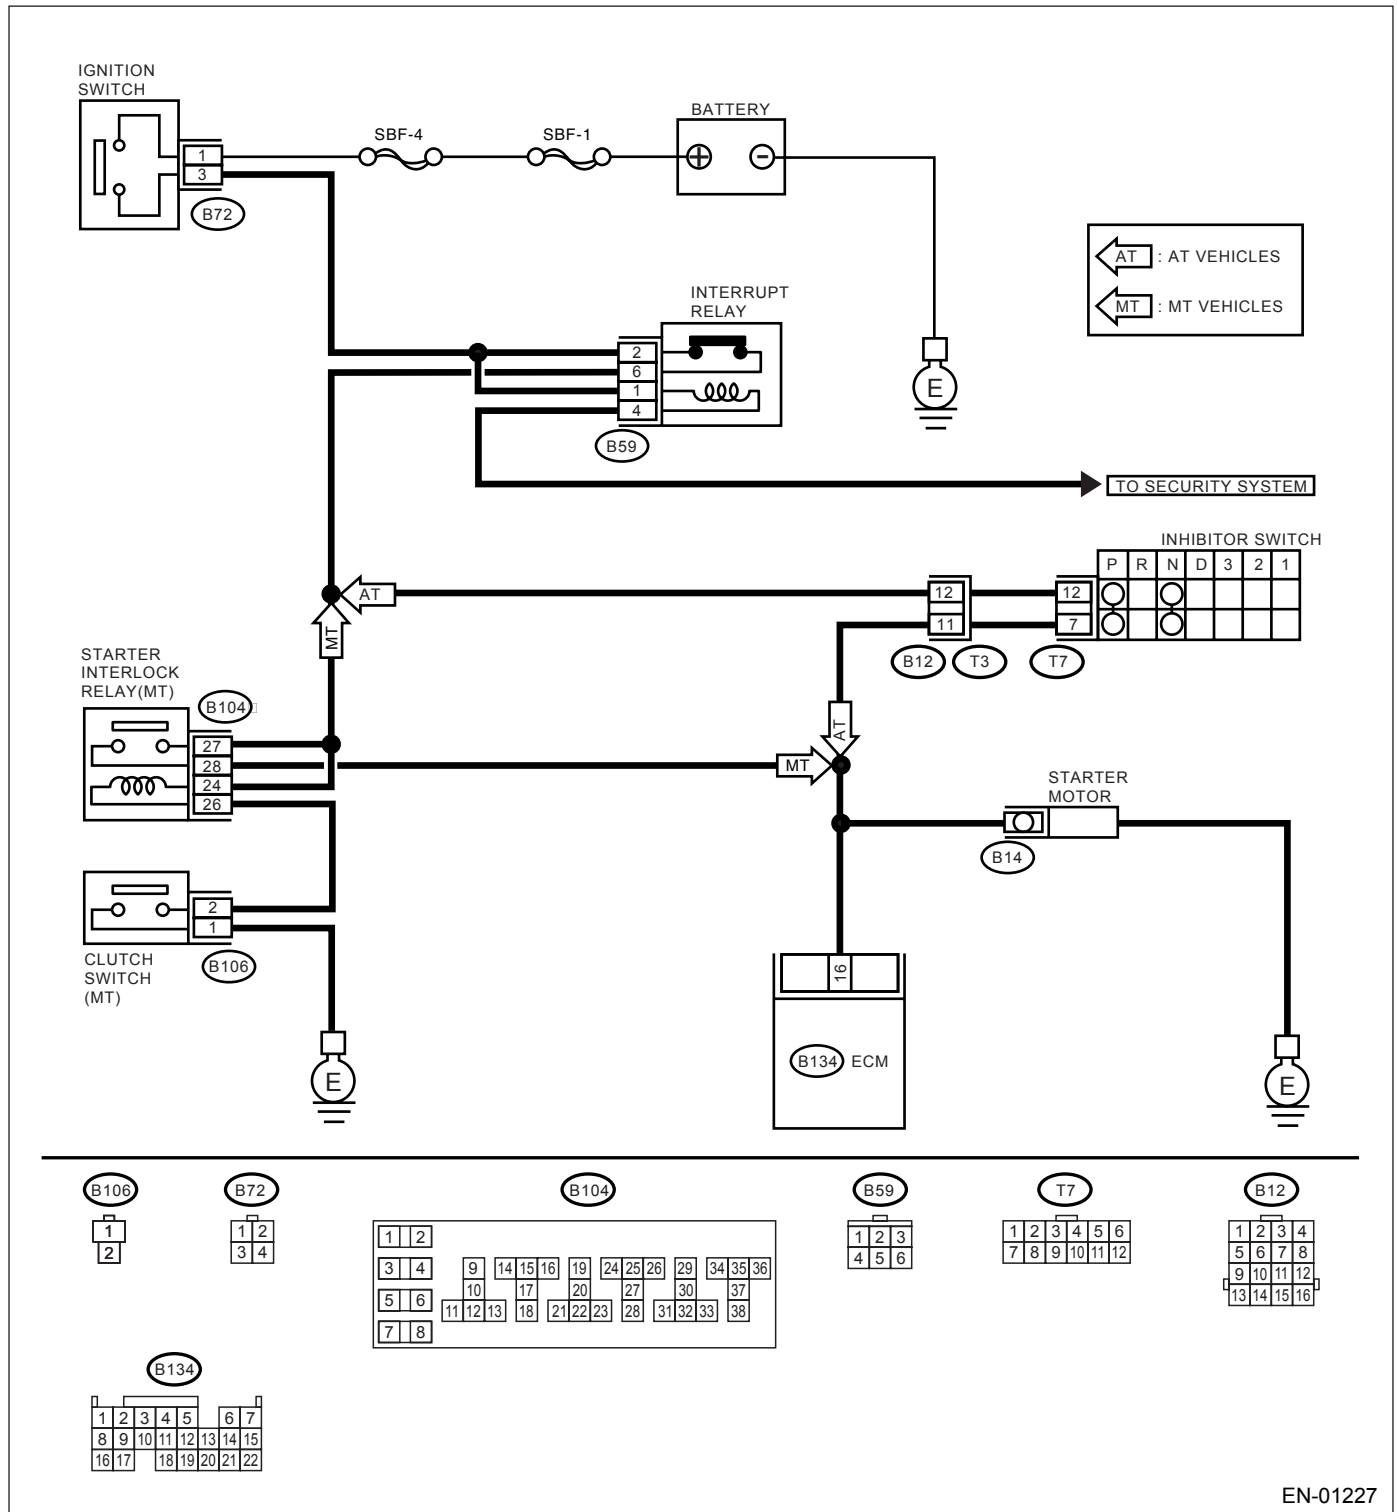 IGNITION
SWITCH
SBF-4
SBF-1
BATTERY
+
-
1
3
B72
AT : AT VEHICLES
MT : MT VEHICLES
INTERRUPT
RELAY
2
6
1
4
B59
E
TO SECURITY SYSTEM
INHIBITOR SWITCH
P R N D 3 2 1
AT
12
12
11
7
B12
T3
T7
MT
STARTER
INTERLOCK
RELAY(MT)
B104
27
28
24
26
AT
MT
STARTER
MOTOR
B14
2
1
B106
CLUTCH
SWITCH
(MT)
16
B134 ECM
E
E
B106
1
2
B72
1 2
3 4
B104
1 2
3 4 9 14 15 16 19 24 25 26 29 34 35 36
10 17 20 27 30 37
5 6 11 12 13 18 21 22 23 28 31 32 33 38
7 8
B59
1 2 3
4 5 6
T7
1 2 3 4 5 6
7 8 9 10 11 12
B12
1 2 3 4
5 6 7 8
9 10 11 12
13 14 15 16
B134
1 2 3 4 5 6 7
8 9 10 11 12 13 14 15
16 17 18 19 20 21 22
EN-01227